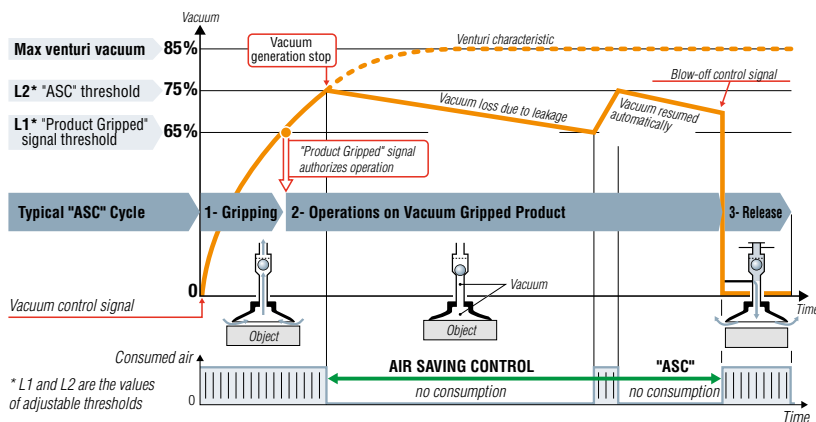 Vacuum
Max venturi vacuum
85%
Vacuum
generation stop
Venturi characteristic
L2* "ASC" threshold
75%
Blow-off control signal
L1* "Product Gripped"
signal threshold
65%
Vacuum loss due to leakage
Vacuum resumed
automatically
"Product Gripped" signal
authorizes operation
Typical "ASC" Cycle
1- Gripping
2- Operations on Vacuum Gripped Product
3- Release
0
Vacuum
Time
Vacuum control signal
Object
Object
Consumed air
AIR SAVING CONTROL
"ASC"
* L1 and L2 are the values
of adjustable thresholds
no consumption
no consumption
0
Time